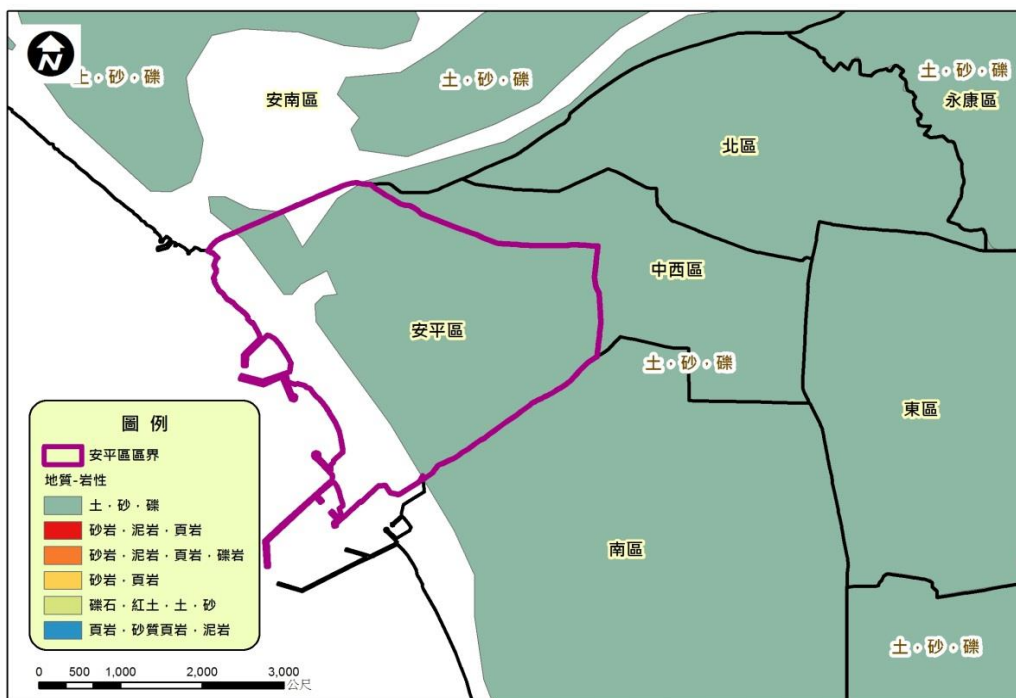 N
土・砂・礫
安南區
土・砂・礫
土・砂・礫
永康區
北區
中西區
安平區
土・砂・礫
東區
南區
土・砂・礫
圖 例
安平區區界
地質-岩性
土・砂・礫
砂岩・泥岩・頁岩
砂岩・泥岩・頁岩・礫岩
砂岩・頁岩
礫石・紅土・土・砂
頁岩・砂質頁岩・泥岩
0 500 1,000 2,000 3,000
公尺